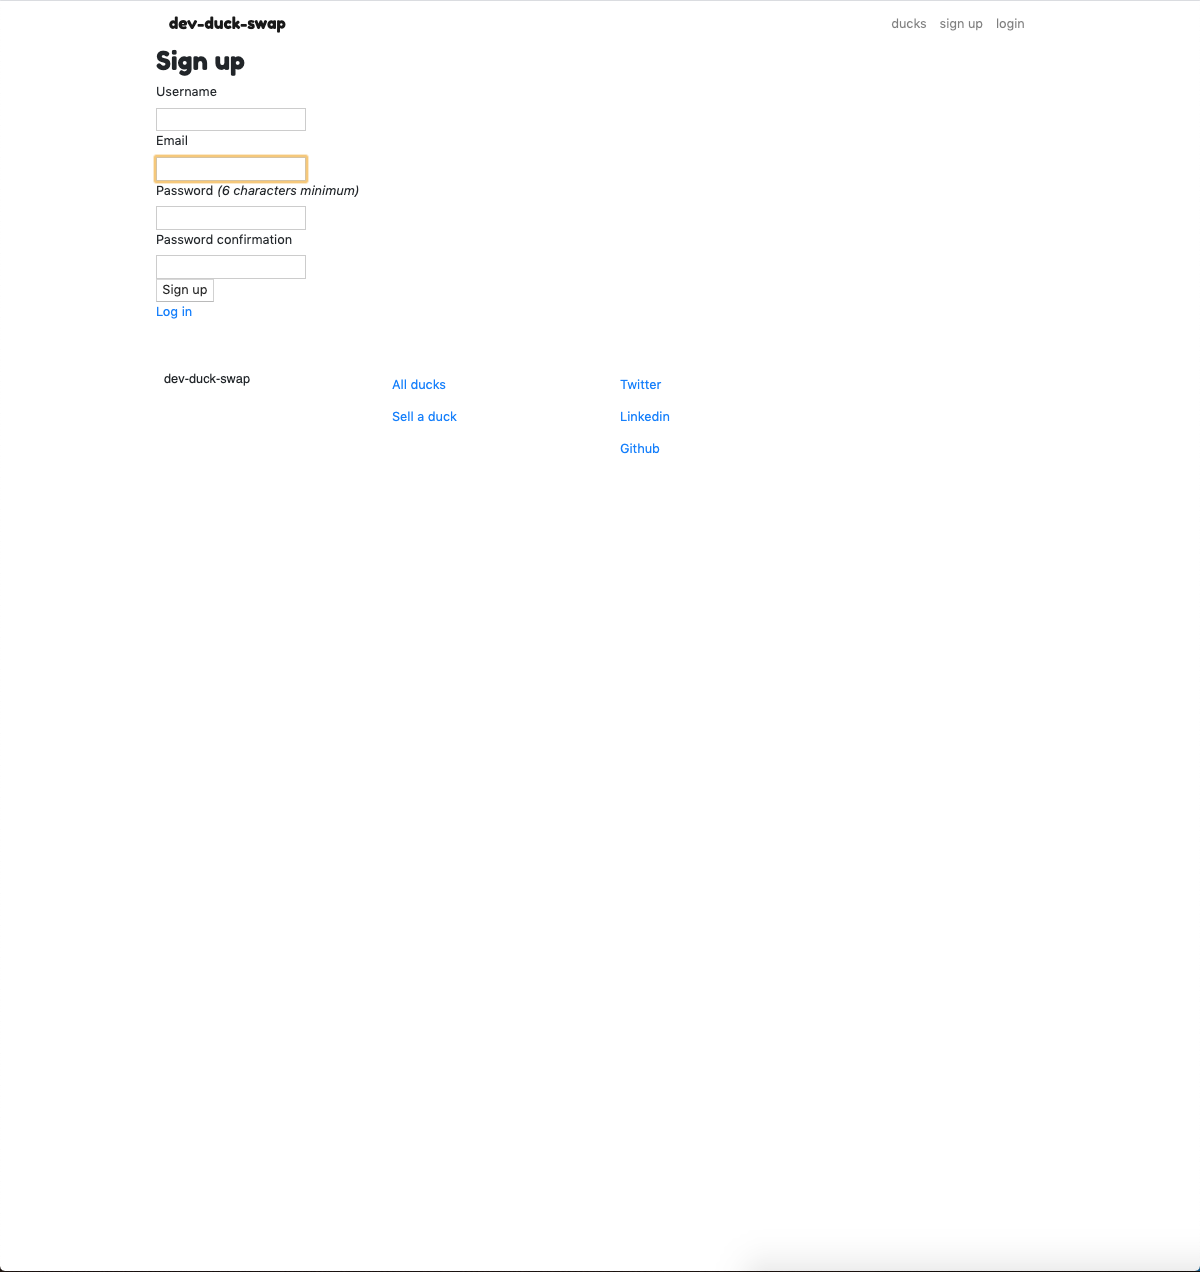 dev-duck-swap ducks sign up login
Sign up
Username
Email
Password (6 characters minimum)
Password confirmation
Sign up
Log in
dev-duck-swap
All ducks
Sell a duck
Twitter
Linkedin
Github